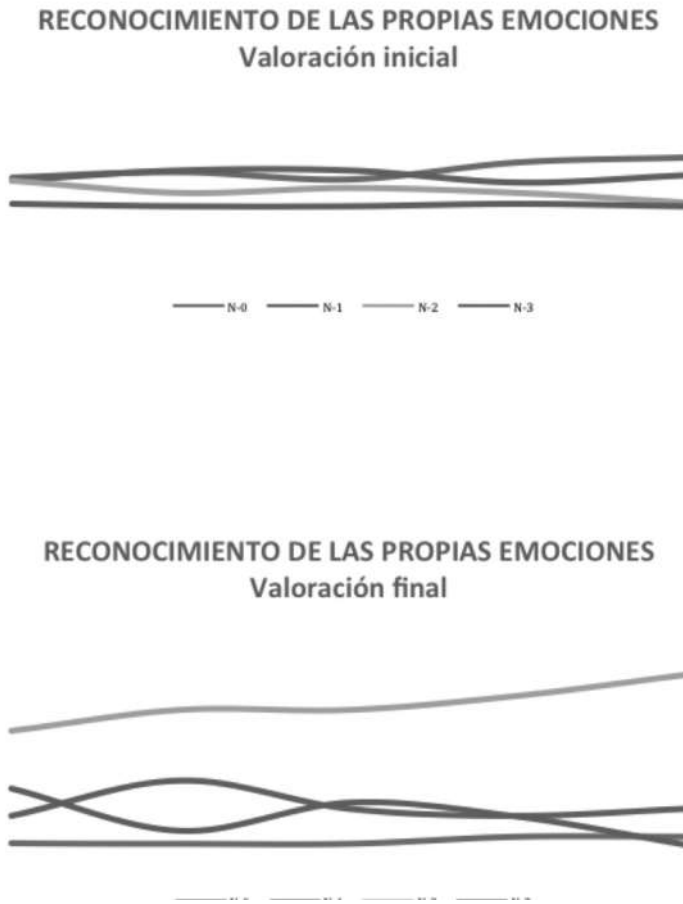 RECONOCIMIENTO DE LAS PROPIAS EMOCIONES
Valoración inicial
N-0 N-1 N-2 N-3
RECONOCIMIENTO DE LAS PROPIAS EMOCIONES
Valoración final